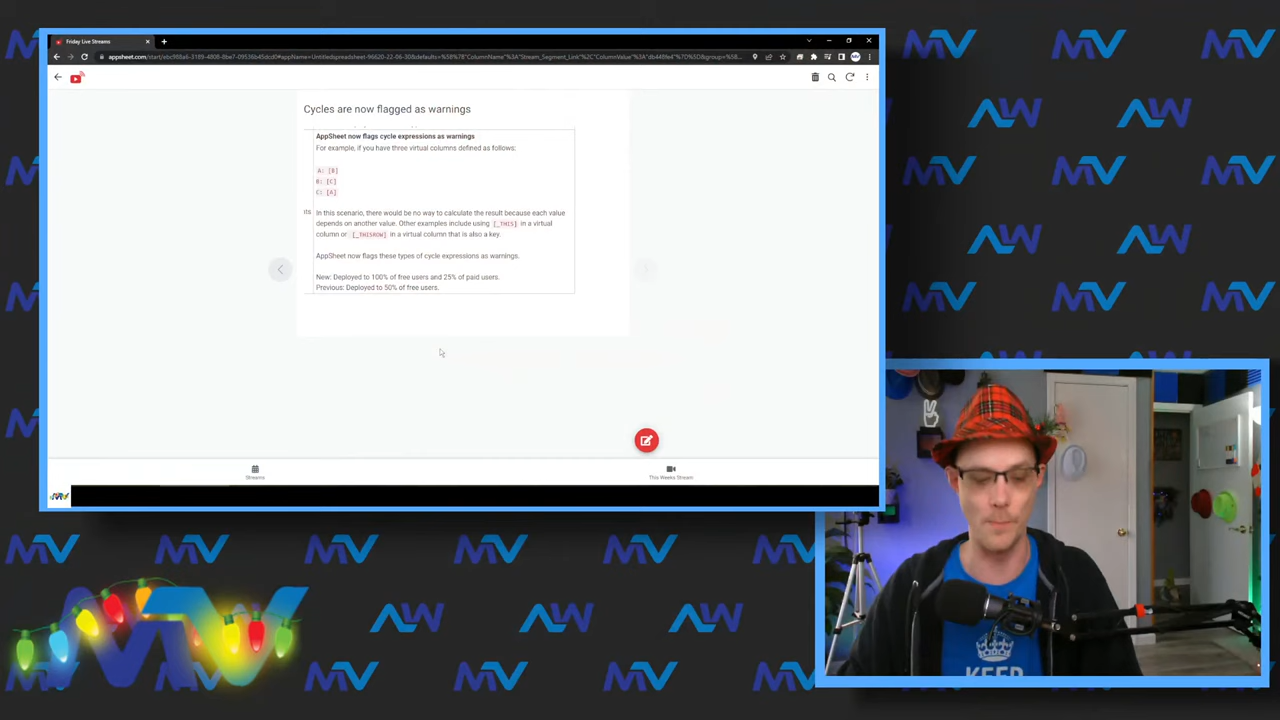 Friday Live Streams
Cycles are now flagged as warnings
AppSheet now flags cycle expressions as warnings
For example, if you have three virtual columns defined as follows:
A: [B]
B: [C]
C: [A]
In this scenario, there would be no way to calculate the result because each value
depends on another value. Other examples include using [_THIS] in a virtual
column or [_THISROW] in a virtual column that is also a key.
AppSheet now flags these types of cycle expressions as warnings.
New: Deployed to 100% of free users and 25% of paid users.
Previous: Deployed to 50% of free users.
Streams
This Weeks Stream
KEEP